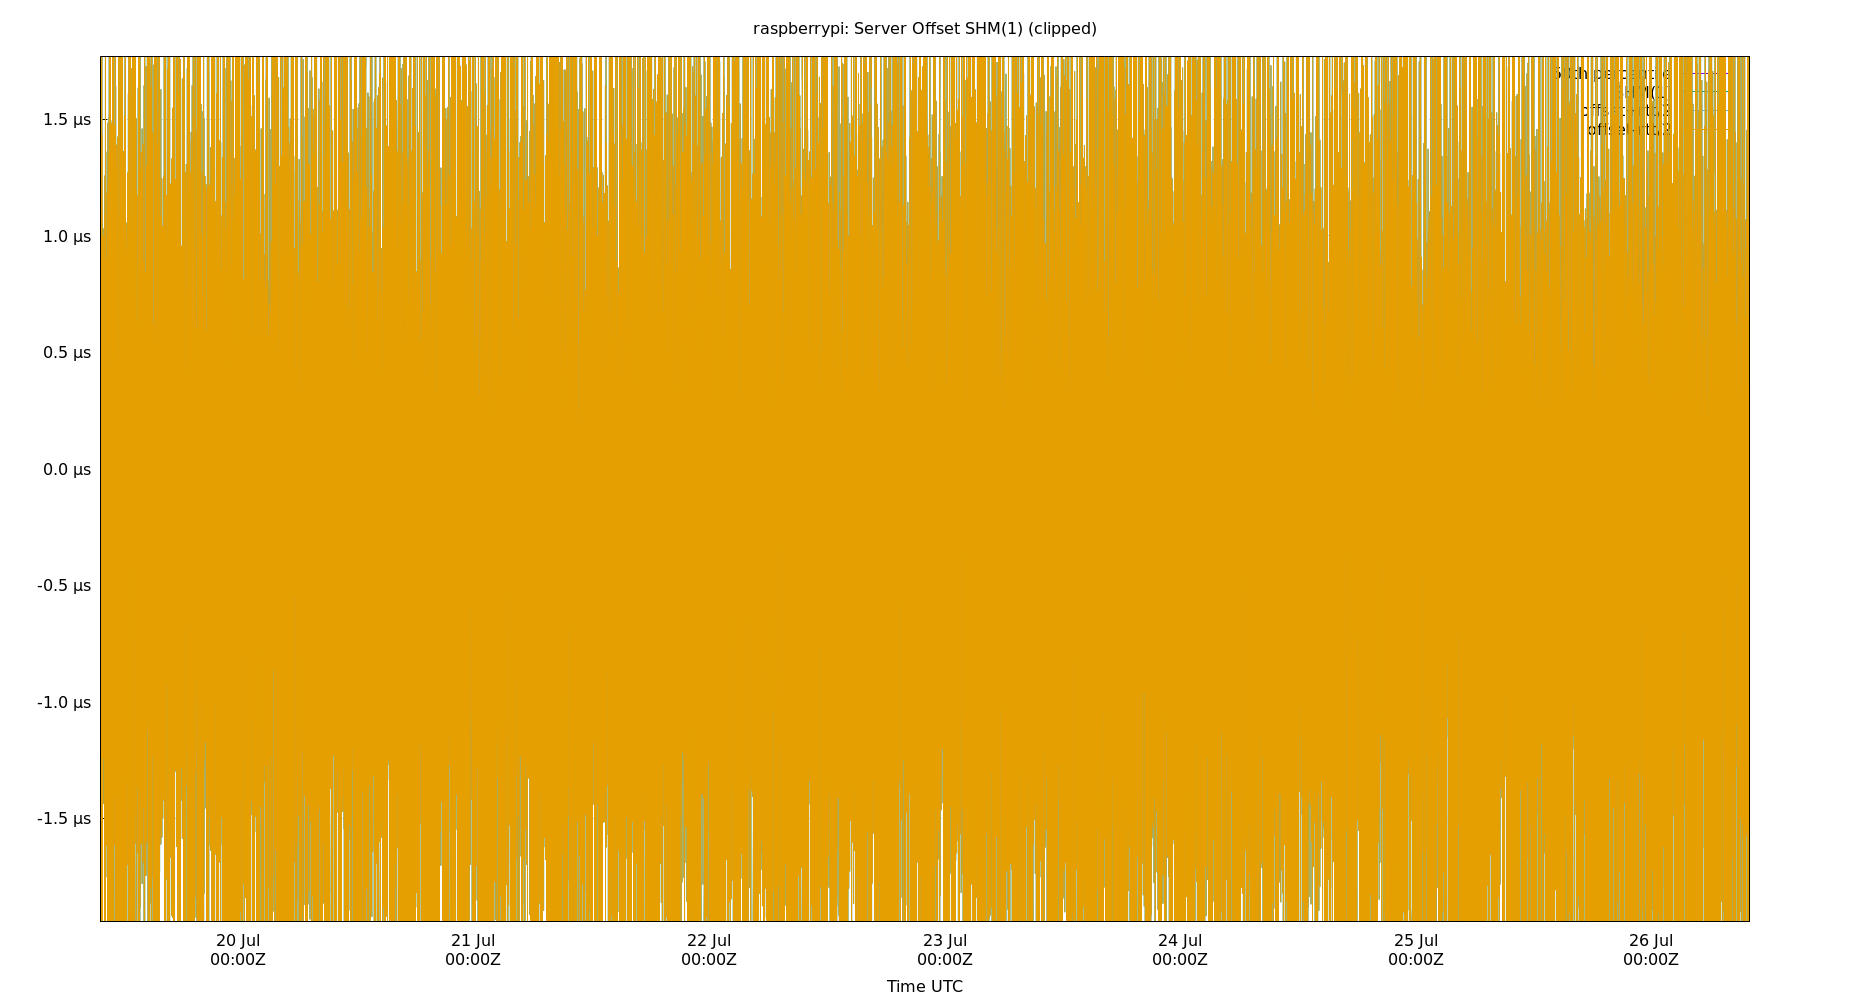 raspberrypi: Server Offset SHM(1) (clipped)
1.5 µs
1.0 µs
0.5 µs
0.0 µs
-0.5 µs
-1.0 µs
-1.5 µs
20 Jul 21 Jul 22 Jul 23 Jul 24 Jul 25 Jul 26 Jul
00:00Z 00:00Z 00:00Z 00:00Z 00:00Z 00:00Z 00:00Z
Time UTC